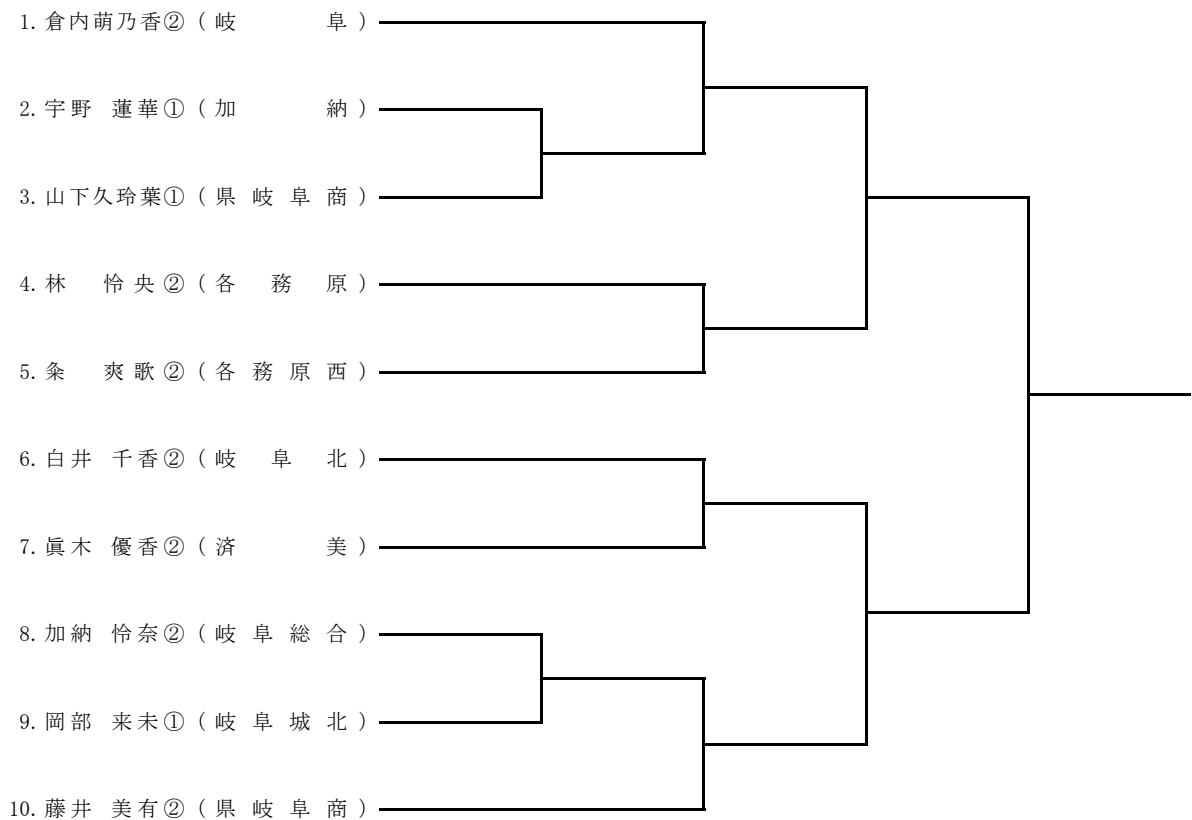 1. 倉内萌乃香② ( 岐 阜 )
2. 宇野 蓮華① ( 加 納 )
3. 山下久玲葉① ( 県 岐 阜 商 )
4. 林 怜央② ( 各 務 原 )
5. 粂 爽歌② ( 各 務 原 西 )
6. 白井 千香② ( 岐 阜 北 )
7. 眞木 優香② ( 済 美 )
8. 加納 怜奈② ( 岐 阜 総 合 )
9. 岡部 来未① ( 岐 阜 城 北 )
10. 藤井 美有② ( 県 岐 阜 商 )